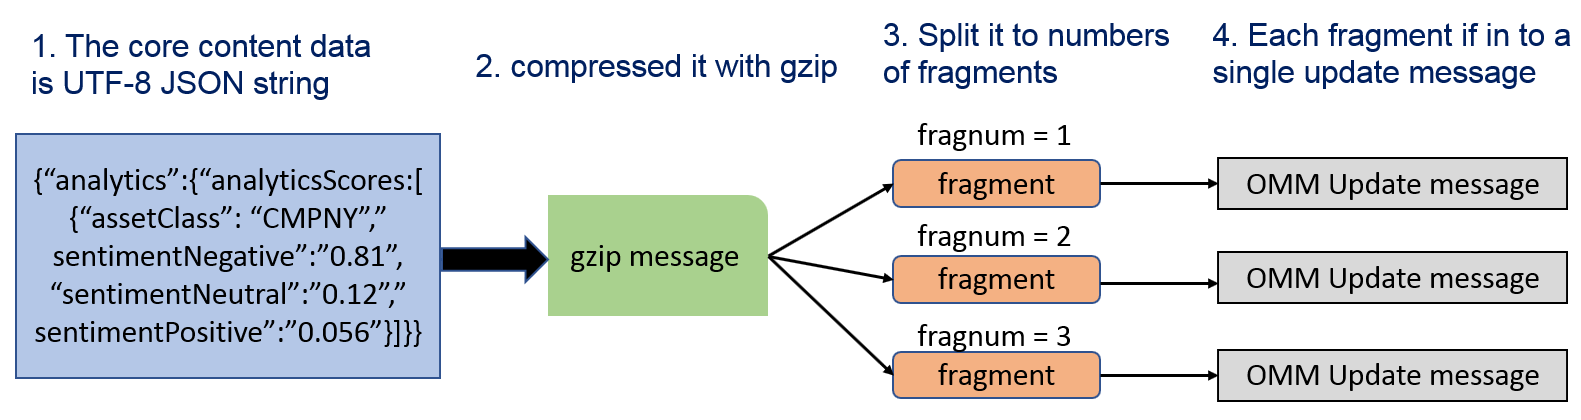 1. The core content data
is UTF-8 JSON string
2. compressed it with gzip
3. Split it to numbers
of fragments
4. Each fragment if in to a
single update message
{“analytics”:{“analyticsScores:[
{“assetClass”: “CMPNY”,”
sentimentNegative”:”0.81”,
“sentimentNeutral”:”0.12”,”
sentimentPositive”:”0.056”}]}}
gzip message
fragnum = 1
fragment
OMM Update message
fragnum = 2
fragment
OMM Update message
fragnum = 3
fragment
OMM Update message